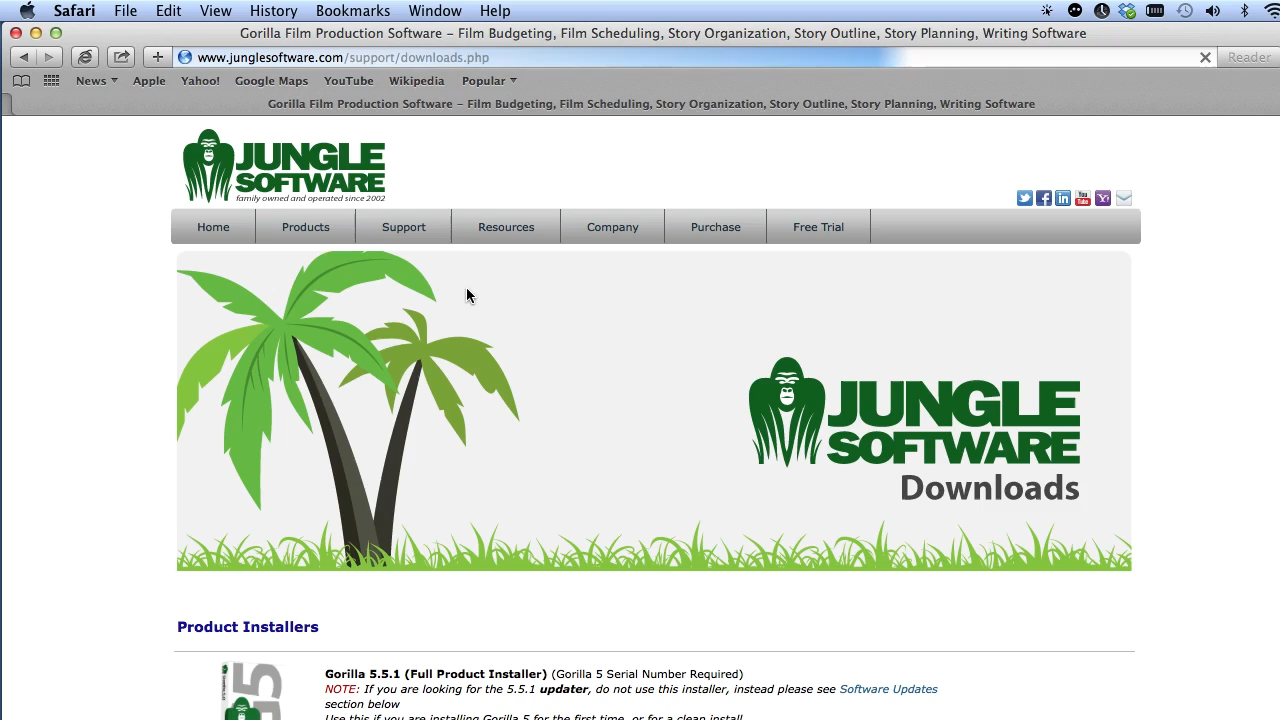 Safari File Edit View History Bookmarks Window Help
Gorilla Film Production Software – Film Budgeting, Film Scheduling, Story Organization, Story Outline, Story Planning, Writing Software
www.junglesoftware.com/support/downloads.php Reader
News Apple Yahoo! Google Maps YouTube Wikipedia Popular
Gorilla Film Production Software – Film Budgeting, Film Scheduling, Story Organization, Story Outline, Story Planning, Writing Software
JUNGLE
SOFTWARE
family owned and operated since 2002
Home Products Support Resources Company Purchase Free Trial
JUNGLE
SOFTWARE
Downloads
Product Installers
Gorilla 5.5.1 (Full Product Installer) (Gorilla 5 Serial Number Required)
NOTE: If you are looking for the 5.5.1 updater, do not use this installer, instead please see Software Updates
section below
Use this if you are installing Gorilla 5 for the first time, or for a clean install